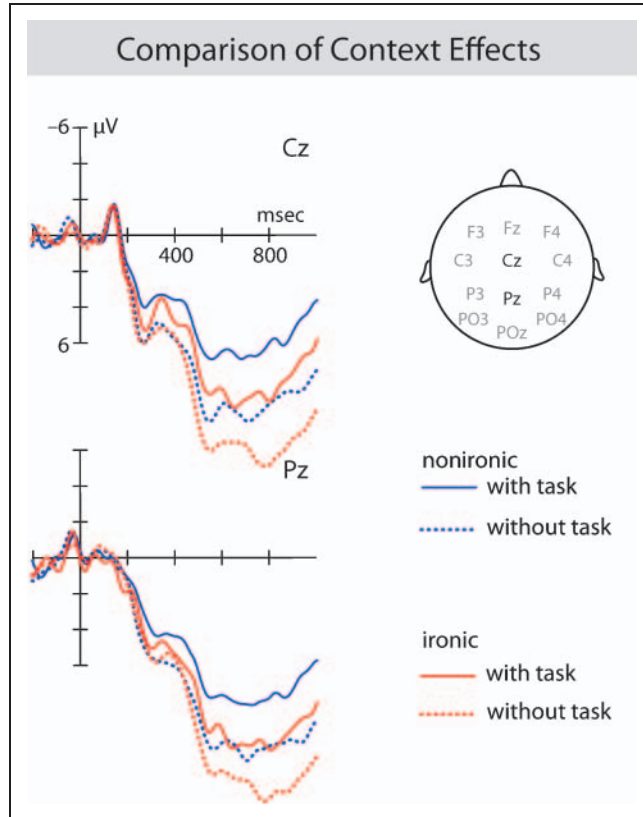 Comparison of Context Effects
-6 µV
Cz
msec
400 800
6
Pz
F3 Fz F4
C3 Cz C4
P3 Pz P4
PO3 POz PO4
nonironic
with task
without task
ironic
with task
without task